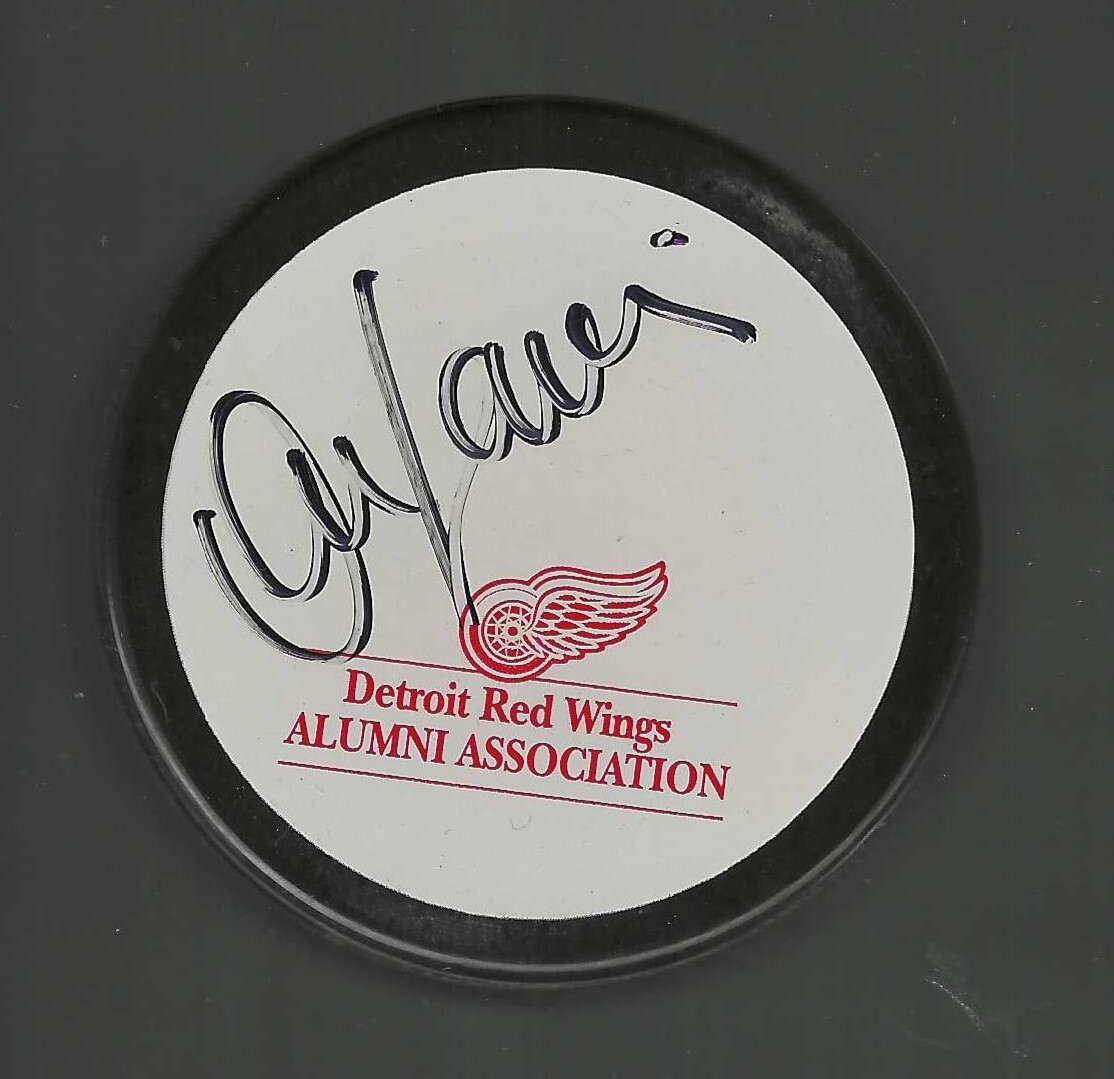 Detroit Red Wings
ALUMNI ASSOCIATION